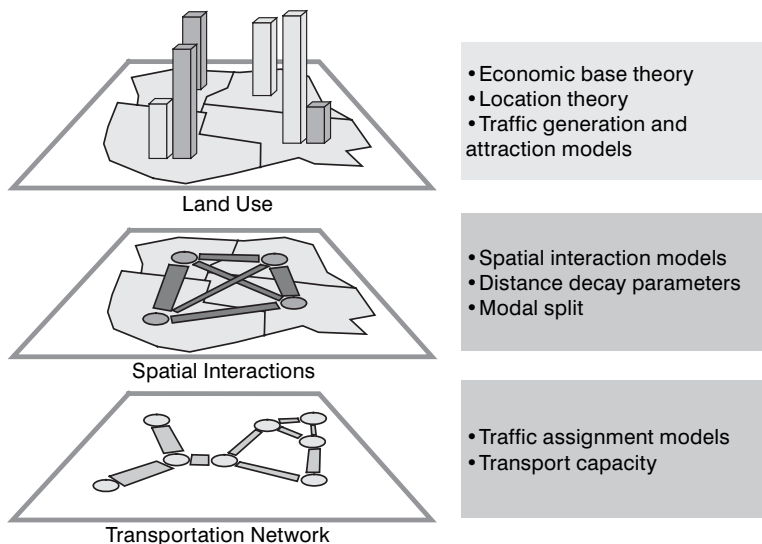 • Economic base theory
• Location theory
• Traffic generation and
attraction models
Land Use
• Spatial interaction models
• Distance decay parameters
• Modal split
Spatial Interactions
• Traffic assignment models
• Transport capacity
Transportation Network